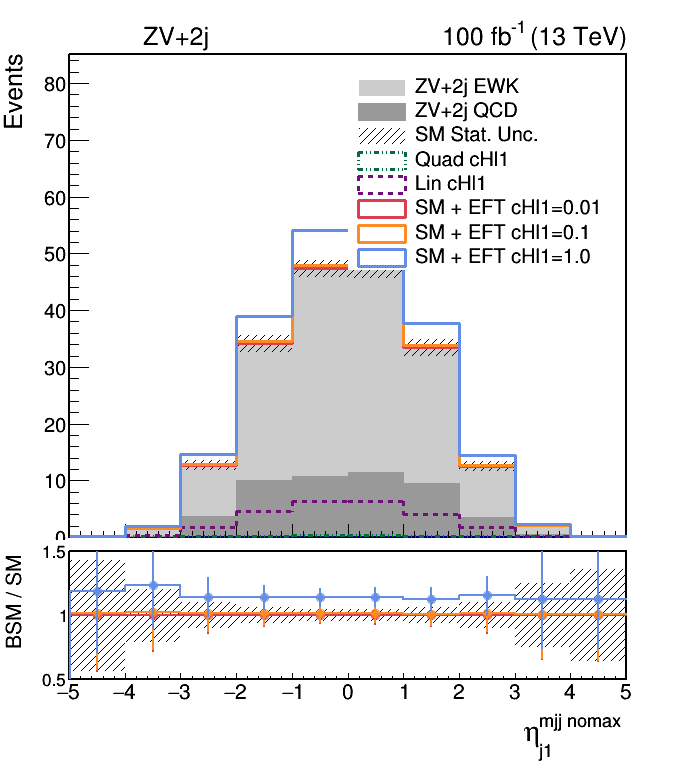 ZV+2j 100 fb-1 (13 TeV)
Events
80
70
60
50
40
30
20
10
0
ZV+2j EWK
ZV+2j QCD
SM Stat. Unc.
Quad cHl1
Lin cHl1
SM + EFT cHl1=0.01
SM + EFT cHl1=0.1
SM + EFT cHl1=1.0
BSM / SM
1.5
1
0.5
−5 −4 −3 −2 −1 0 1 2 3 4 5
η j1 mjj nomax